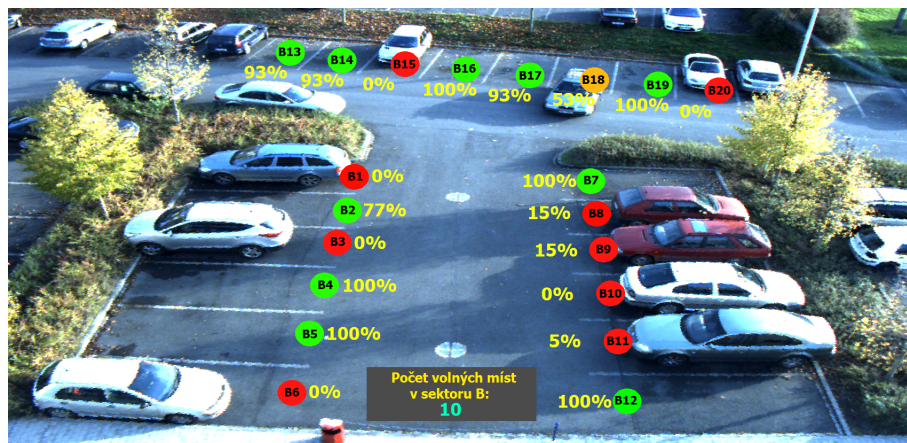 B13
93%
B14
93%
B15
0%
B16
100%
B17
93%
B18
53%
B19
100%
B20
0%
B1 0%
B2 77%
B3 0%
B4 100%
B5 100%
B6 0%
100% B7
15% B8
15% B9
0% B10
5% B11
100% B12
Počet volných míst
v sektoru B:
10